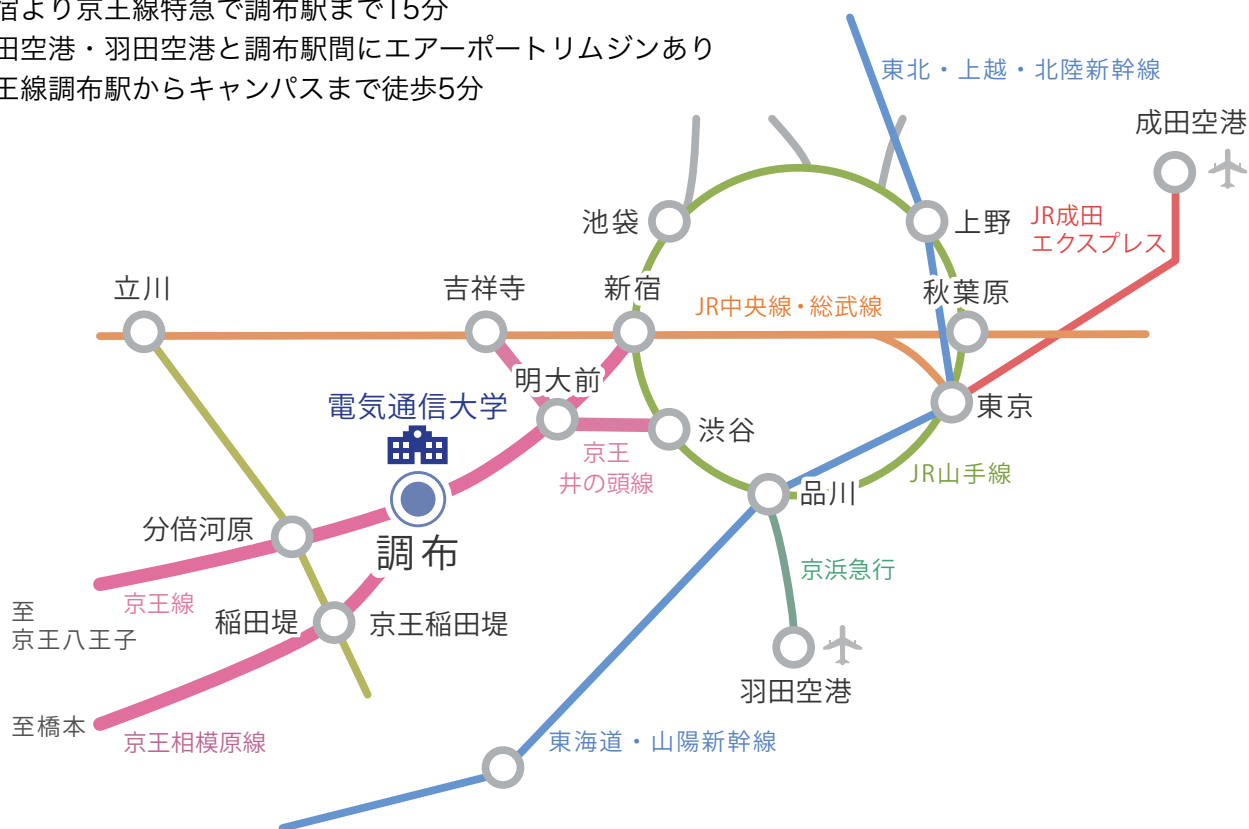 宿より京王線特急で調布駅まで15分
田空港・羽田空港と調布駅間にエアーポートリムジンあり
王線調布駅からキャンパスまで徒歩5分
東北・上越・北陸新幹線
成田空港
池袋
上野
JR成田
エクスプレス
立川
吉祥寺
新宿
JR中央線・総武線
秋葉原
明大前
電気通信大学
東京
渋谷
京王
井の頭線
JR山手線
品川
分倍河原
調布
京浜急行
京王線
至
京王八王子
稲田堤
京王稲田堤
羽田空港
至橋本
京王相模原線
東海道・山陽新幹線